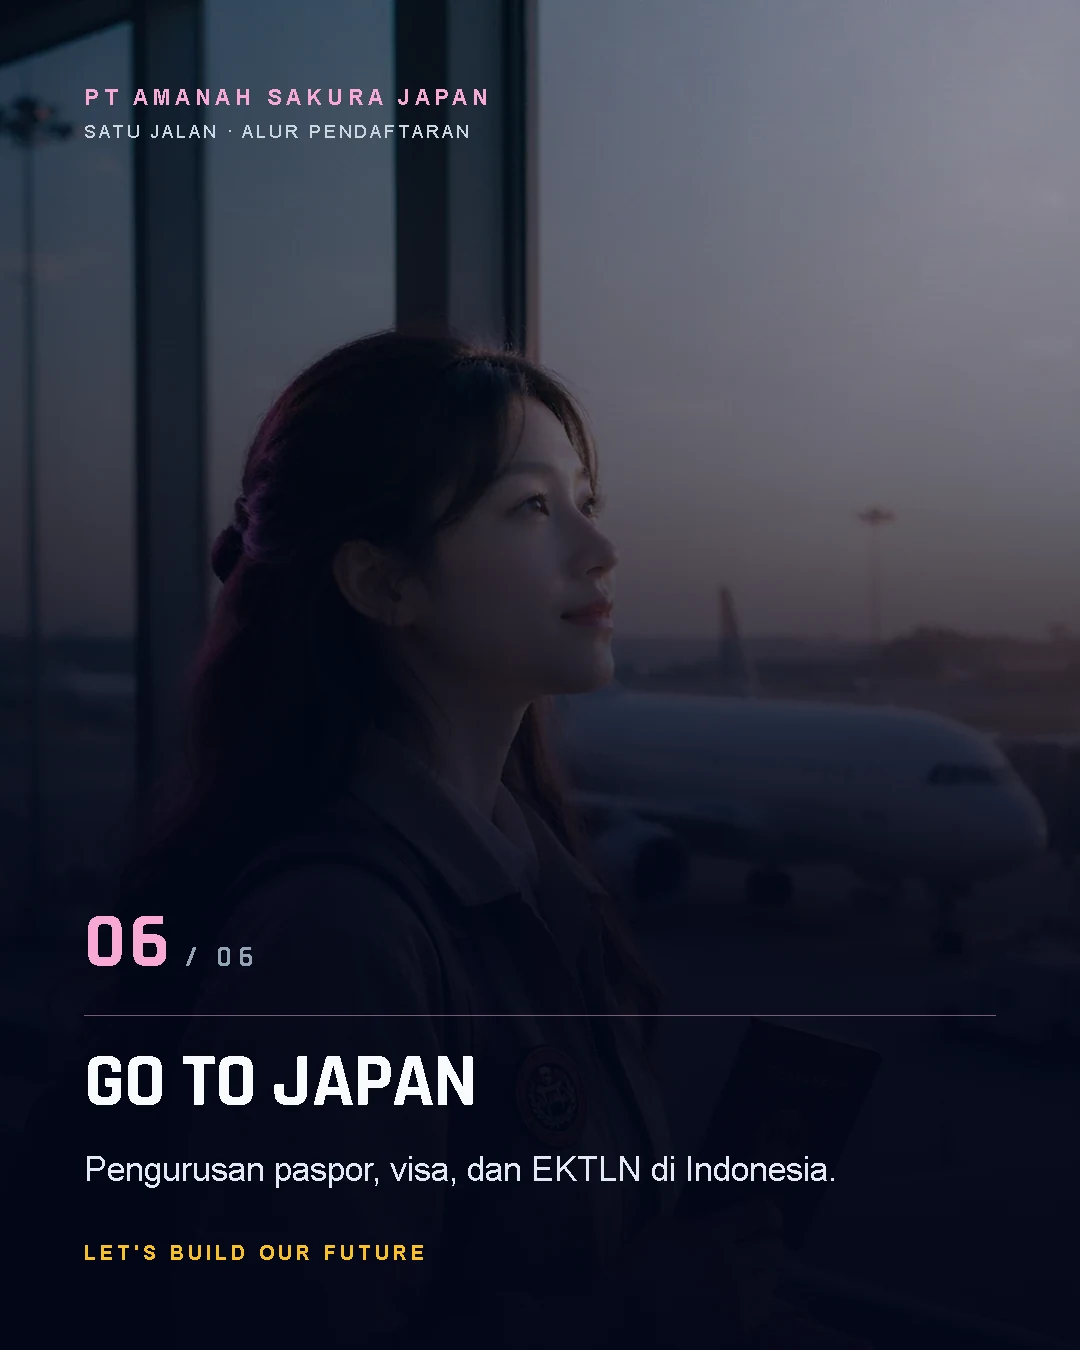 PT AMANAH SAKURA JAPAN
SATU JALAN · ALUR PENDAFTARAN
06 / 06
GO TO JAPAN
Pengurusan paspor, visa, dan EKTLN di Indonesia.
LET'S BUILD OUR FUTURE